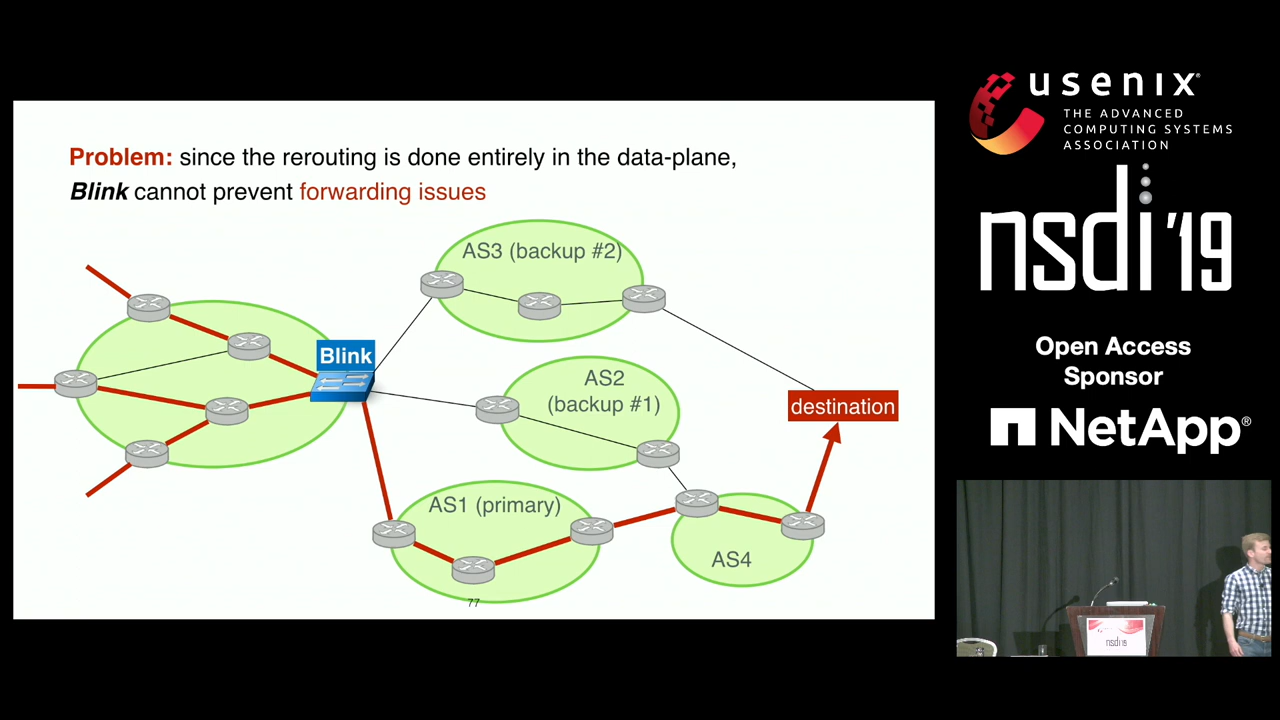 Problem: since the rerouting is done entirely in the data-plane,
Blink cannot prevent forwarding issues
AS3 (backup #2)
Blink
AS2
(backup #1)
destination
AS1 (primary)
AS4
77
usenix
THE ADVANCED
COMPUTING SYSTEMS
ASSOCIATION
nsdi '19
Open Access
Sponsor
NetApp®
nsdi '19